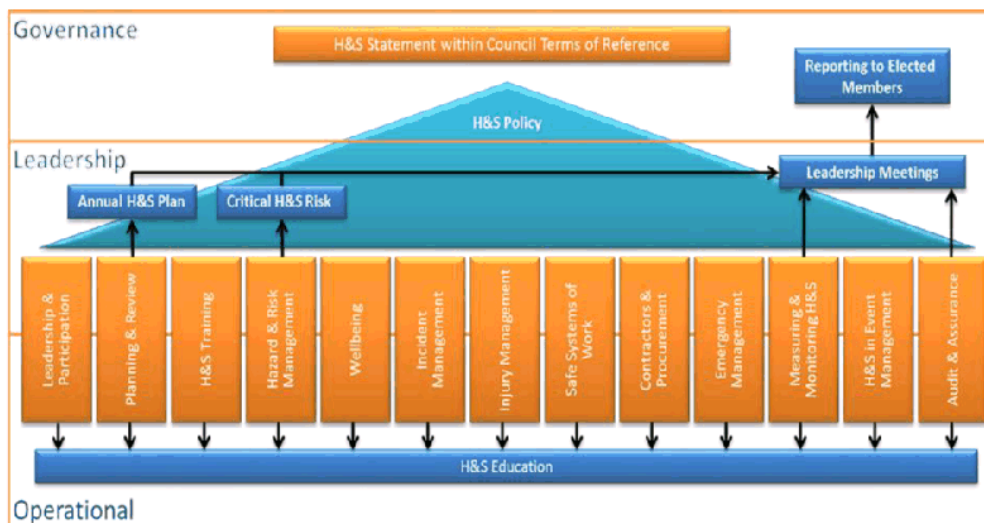 Governance
H&S Statement within Council Terms of Reference
Reporting to Elected
Members
H&S Policy
Leadership
Leadership Meetings
Annual H&S Plan
Critical H&S Risk
Leadership &
Participation
Planning & Review
H&S Training
Hazard & Risk
Management
Wellbeing
Incident
Management
Injury Management
Safe Systems of
Work
Contractors &
Procurement
Emergency
Management
Measuring &
Monitoring H&S
H&S in Event
Management
Audit & Assurance
H&S Education
Operational